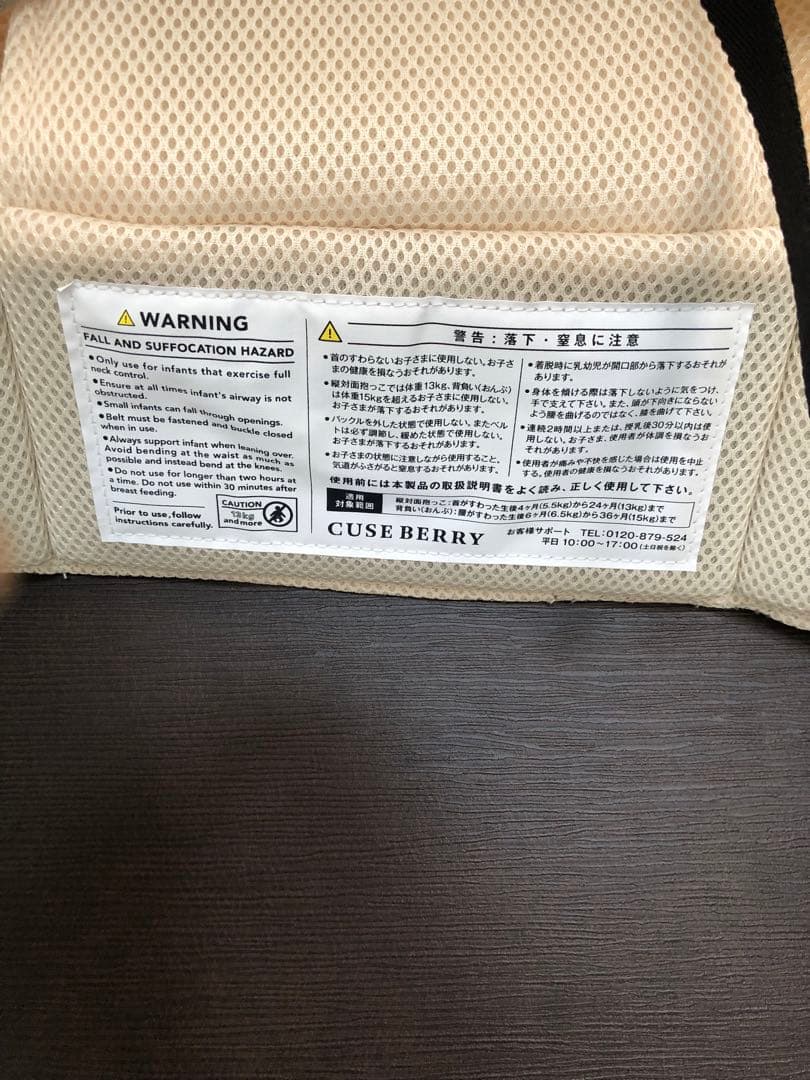 WARNING
FALL AND SUFFOCATION HAZARD
●Only use for infants that exercise full
neck control.
●Ensure at all times infant's airway is not
obstructed.
●Small infants can fall through openings.
●Belt must be fastened and buckle closed
when in use.
●Always support infant when leaning over.
Avoid bending at the waist as much as
possible and instead bend at the knees.
●Do not use for longer than two hours at
a time. Do not use within 30 minutes after
breast feeding.
Prior to use,follow
instructions carefully.
CAUTION
13kg
and more
警告：落下・窒息に注意
●首のすわらないお子さまに使用しない。お子さ
まの健康を損なうおそれがあります。
●縦対面抱っこでは体重13kg、背負い(おんぶ)
は体重15kgを超えるお子さまに使用しない。
お子さまが落下するおそれがあります。
●バックルを外した状態で使用しない。またベル
トは必ず調節し、緩めた状態で使用しない。
お子さまが落下するおそれがあります。
●お子さまの状態に注意しながら使用すること。
気道がふさがると窒息するおそれがあります。
●着脱時に乳幼児が開口部から落下するおそれが
あります。
●身体を傾ける際は落下しないように気をつけ、
手で支えて下さい。また、頭が下向きにならない
よう腰を曲げるのではなく、膝を曲げて下さい。
●連続2時間以上または、授乳後30分以内は使
用しない。お子さま、使用者が体調を損なうおそ
れがあります。
●使用者が痛みや不快を感じた場合は使用を中止
する。使用者の健康を損なうおそれがあります。
使用前には本製品の取扱説明書をよく読み、正しく使用して下さい。
適用
対象範囲
縦対面抱っこ：首がすわった生後4ヶ月(5.5kg)から24ヶ月(13kg)まで
背負い(おんぶ)：腰がすわった生後6ヶ月(6.5kg)から36ヶ月(15kg)まで
CUSE BERRY
お客様サポート TEL：0120-879-524
平日 10:00～17:00 (土日祝を除く)